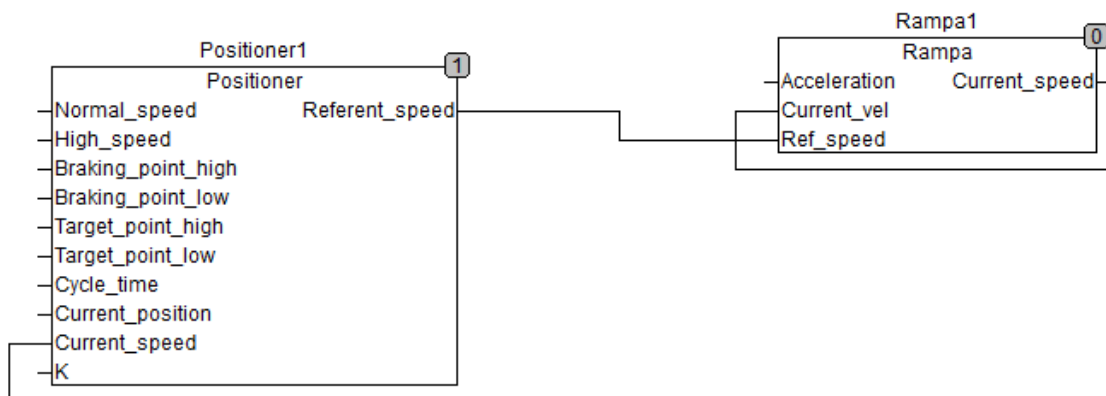 Positioner1
1
Positioner
Normal_speed Referent_speed
High_speed
Braking_point_high
Braking_point_low
Target_point_high
Target_point_low
Cycle_time
Current_position
Current_speed
K
Rampa1
0
Rampa
Acceleration Current_speed
Current_vel
Ref_speed